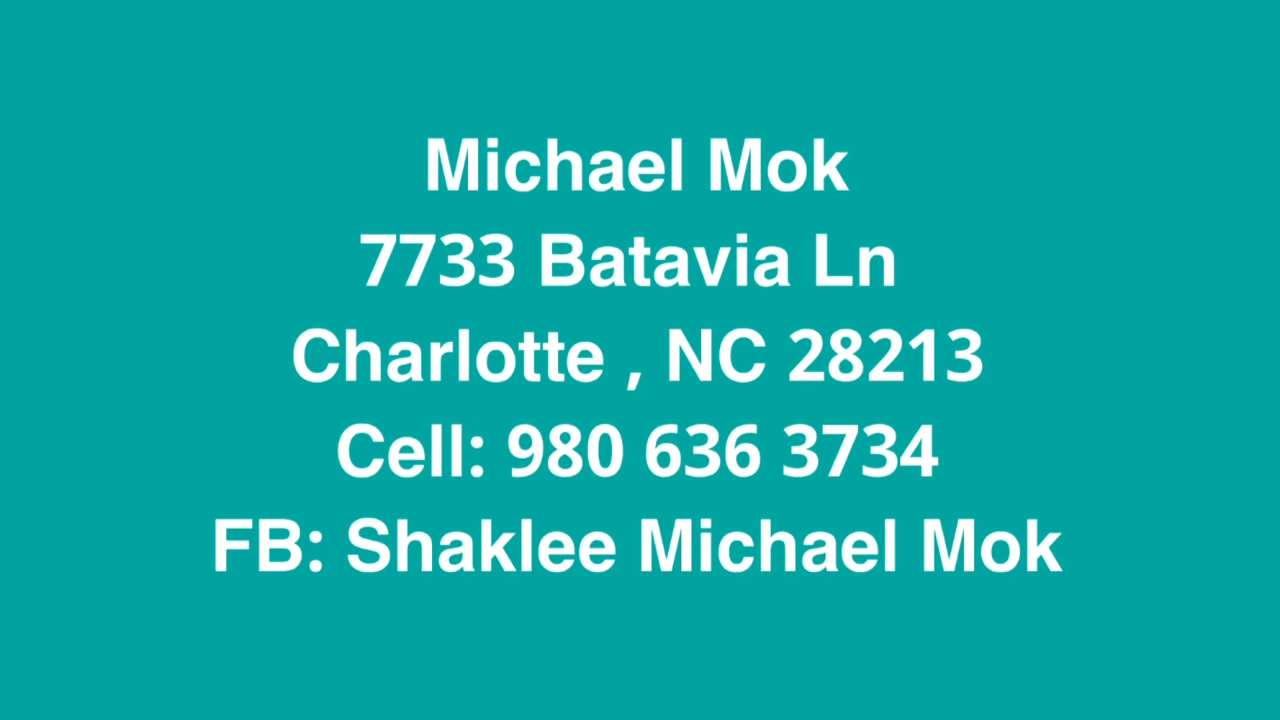 Michael Mok
7733 Batavia Ln
Charlotte , NC 28213
Cell: 980 636 3734
FB: Shaklee Michael Mok